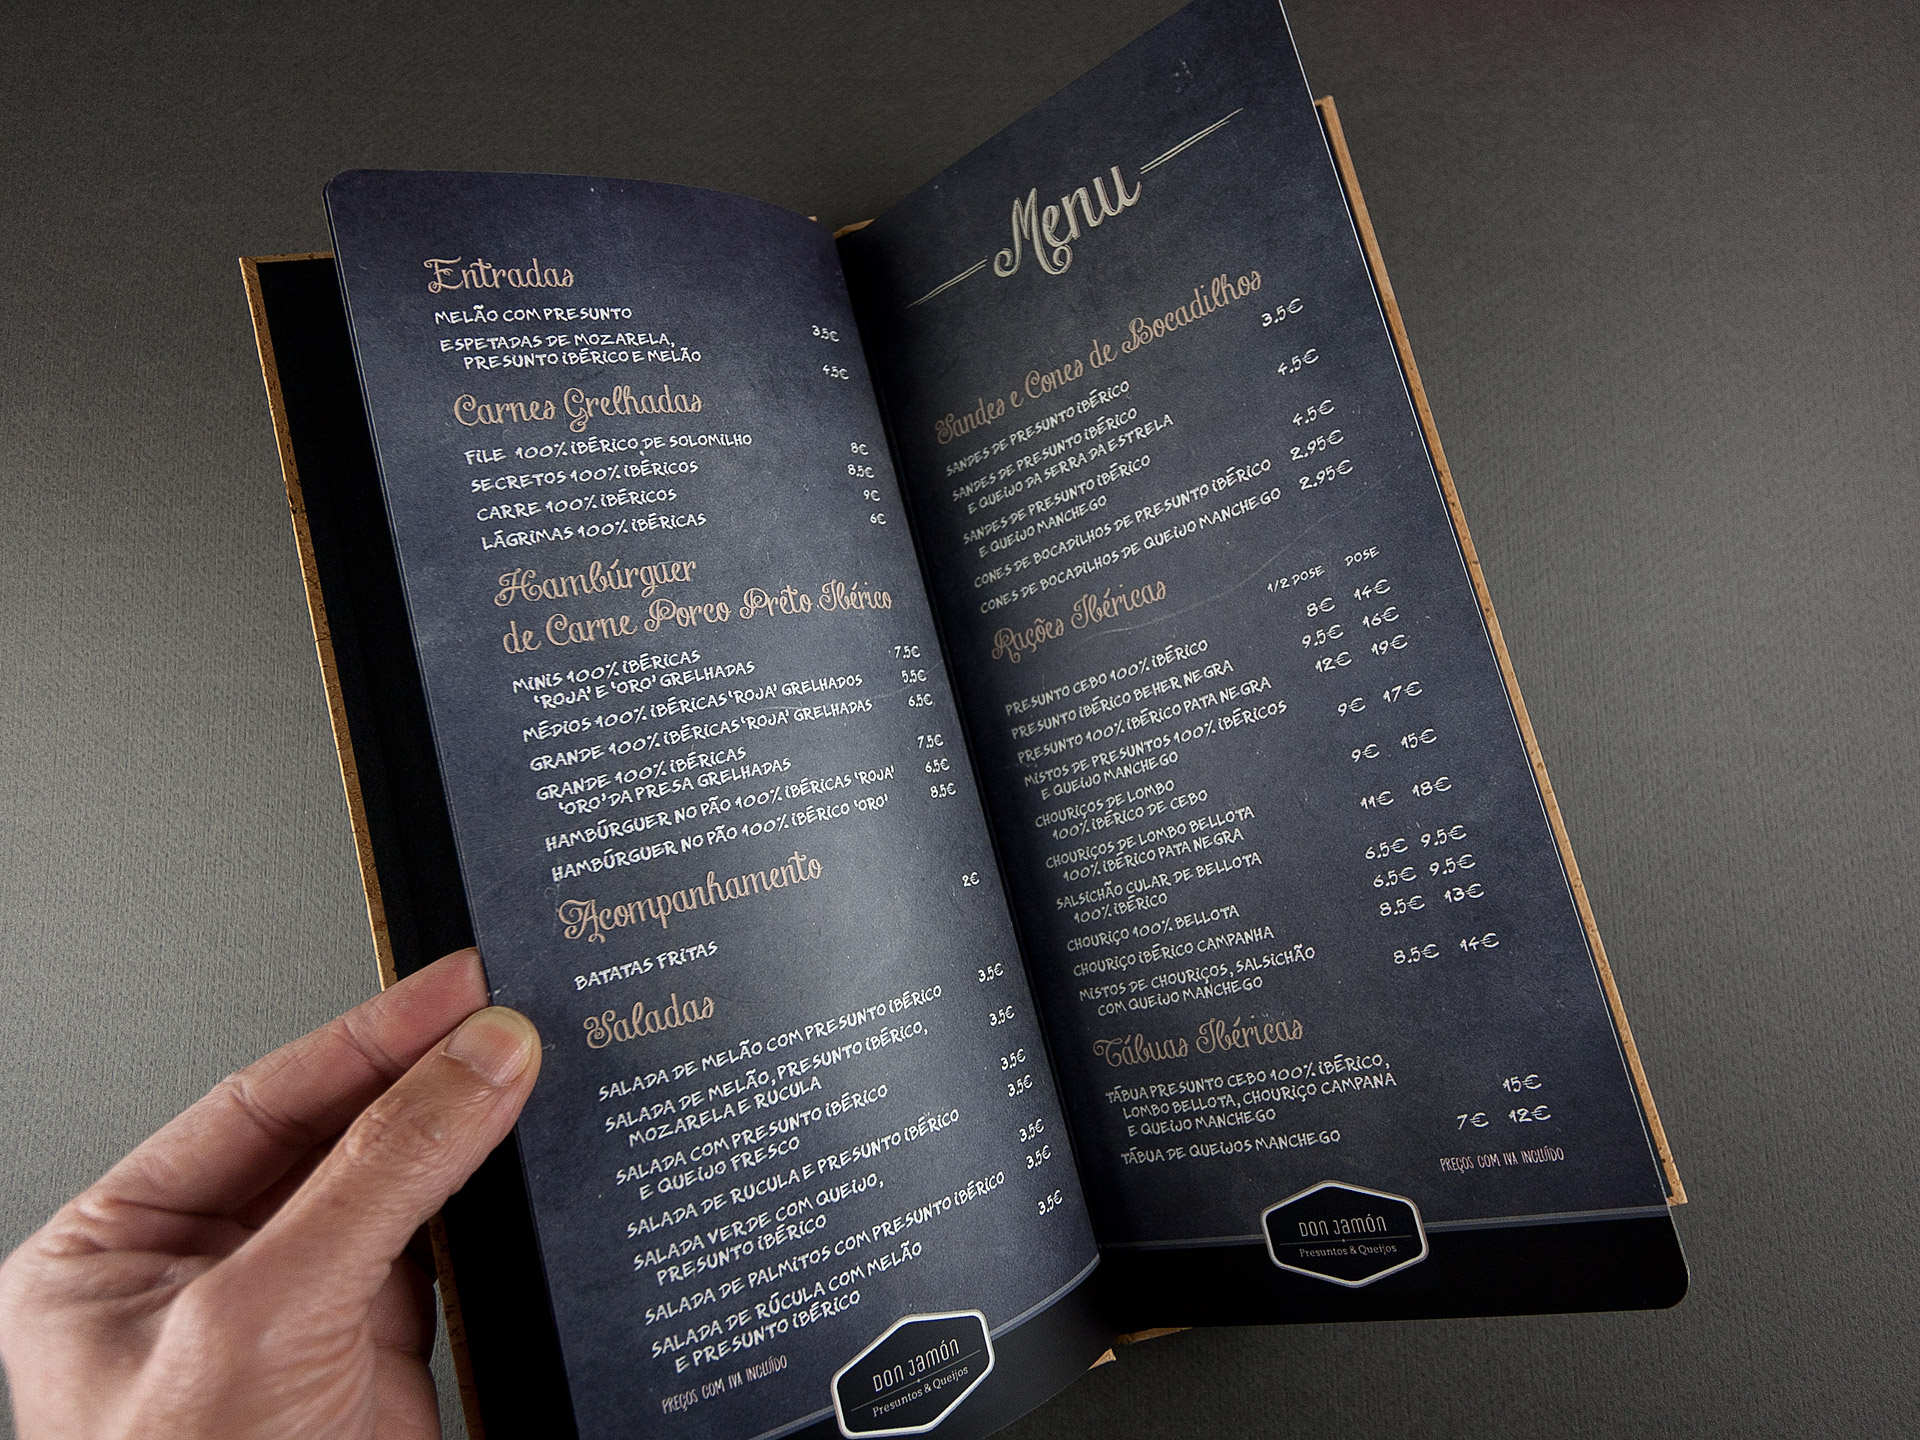 Entradas
MELÃO COM PRESUNTO 3.5€
ESPETADAS DE MOZARELA,
PRESUNTO IBÉRICO E MELÃO 4.5€
Carnes Grelhadas
FILE 100% IBÉRICO DE SOLOMILHO 8€
SECRETOS 100% IBÉRICOS 8.5€
CARRE 100% IBÉRICOS 9€
LÁGRIMAS 100% IBÉRICAS 6€
Hambúrguer
de Carne Porco Preto Ibérico
MINIS 100% IBÉRICAS
'ROJA' E 'ORO' GRELHADAS 7.5€
MÉDIOS 100% IBÉRICAS 'ROJA' GRELHADOS 5.5€
GRANDE 100% IBÉRICAS 'ROJA' GRELHADAS 6.5€
GRANDE 100% IBÉRICAS
'ORO' DA PRESA GRELHADAS 7.5€
HAMBÚRGUER NO PÃO 100% IBÉRICAS 'ROJA' 6.5€
HAMBÚRGUER NO PÃO 100% IBÉRICO 'ORO' 8.5€
Acompanhamento
BATATAS FRITAS 2€
Saladas
SALADA DE MELÃO COM PRESUNTO IBÉRICO 3.5€
SALADA DE MELÃO, PRESUNTO IBÉRICO,
MOZARELA E RUCULA 3.5€
SALADA COM PRESUNTO IBÉRICO
E QUEIJO FRESCO 3.5€
SALADA DE RUCULA E PRESUNTO IBÉRICO 3.5€
SALADA VERDE COM QUEIJO,
PRESUNTO IBÉRICO 3.5€
SALADA DE PALMITOS COM PRESUNTO IBÉRICO 3.5€
SALADA DE RÚCULA COM MELÃO
E PRESUNTO IBÉRICO 3.5€
PREÇOS COM IVA INCLUÍDO
DON JAMÓN
Presuntos & Queijos
Menu
Sandes e Cones de Bocadilhos
SANDES DE PRESUNTO IBÉRICO 3.5€
SANDES DE PRESUNTO IBÉRICO
E QUEIJO DA SERRA DA ESTRELA 4.5€
SANDES DE PRESUNTO IBÉRICO
E QUEIJO MANCHEGO 4.5€
CONES DE BOCADILHOS DE PRESUNTO IBÉRICO 2.95€
CONES DE BOCADILHOS DE QUEIJO MANCHEGO 2.95€
Rações Ibéricas 1/2 DOSE DOSE
PRESUNTO CEBO 100% IBÉRICO 8€ 14€
PRESUNTO IBÉRICO BEHER NEGRA 9.5€ 16€
PRESUNTO 100% IBÉRICO PATA NEGRA 12€ 19€
MISTOS DE PRESUNTOS 100% IBÉRICOS
E QUEIJO MANCHEGO 9€ 17€
CHOURIÇOS DE LOMBO
100% IBÉRICO DE CEBO 9€ 15€
CHOURIÇOS DE LOMBO BELLOTA
100% IBÉRICO PATA NEGRA 11€ 18€
SALSICHÃO CULAR DE BELLOTA
100% IBÉRICO 6.5€ 9.5€
CHOURIÇO 100% BELLOTA 6.5€ 9.5€
CHOURIÇO IBÉRICO CAMPANHA 8.5€ 13€
MISTOS DE CHOURIÇOS, SALSICHÃO
COM QUEIJO MANCHEGO 8.5€ 14€
Tábuas Ibéricas
TÁBUA PRESUNTO CEBO 100% IBÉRICO,
LOMBO BELLOTA, CHOURIÇO CAMPANA
E QUEIJO MANCHEGO 15€
TÁBUA DE QUEIJOS MANCHEGO 7€ 12€
PREÇOS COM IVA INCLUÍDO
DON JAMÓN
Presuntos & Queijos